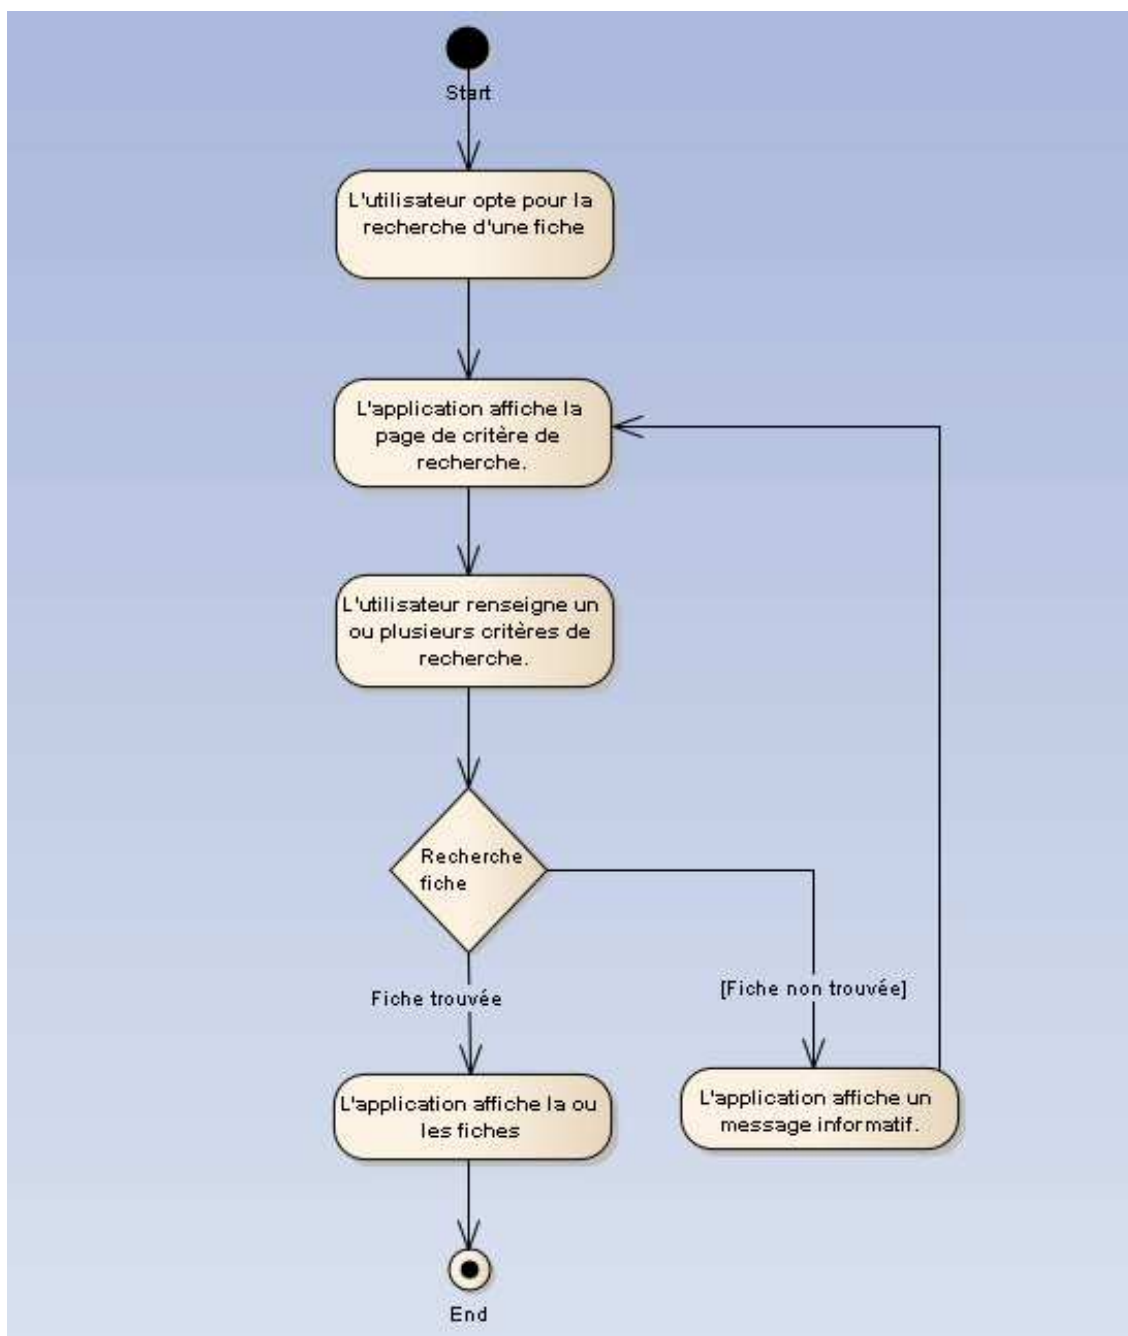 Start
L'utilisateur opte pour la
recherche d'une fiche
L'application affiche la
page de critère de
recherche.
L'utilisateur renseigne un
ou plusieurs critères de
recherche.
Recherche
fiche
Fiche trouvée
[Fiche non trouvée]
L'application affiche la ou
les fiches
L'application affiche un
message informatif.
End